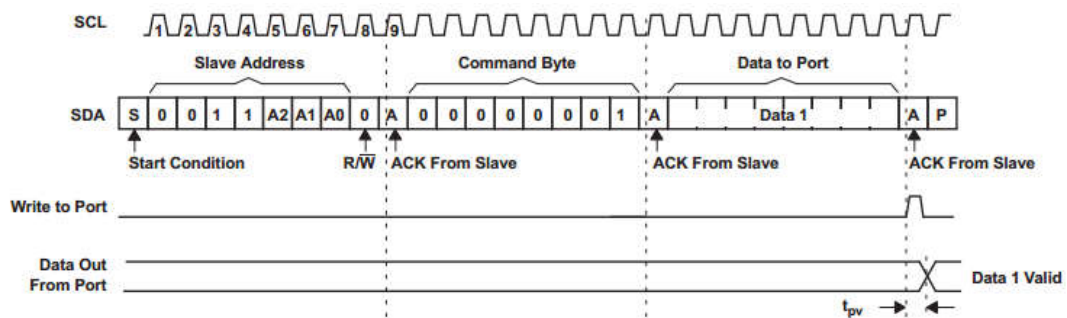 SCL 1 2 3 4 5 6 7 8 9
Slave Address Command Byte Data to Port
SDA S 0 0 1 1 A2 A1 A0 0 A 0 0 0 0 0 0 0 1 A Data 1 A P
Start Condition R/W̅ ACK From Slave ACK From Slave ACK From Slave
Write to Port
Data Out
From Port
Data 1 Valid
tpv